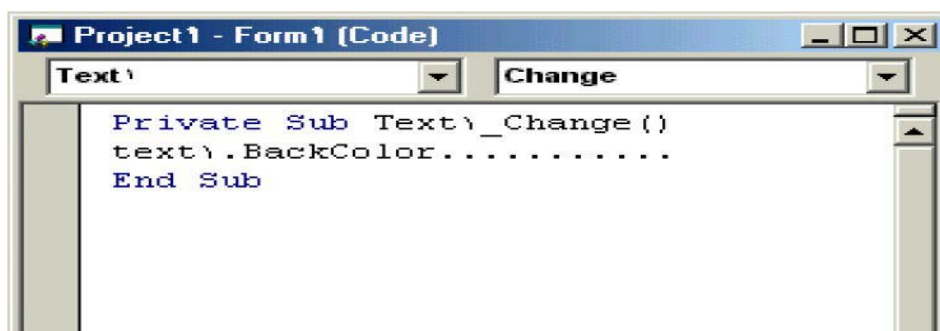 Project١ - Form١ (Code)
Text١
Change
Private Sub Text١_Change()
text١.BackColor...........
End Sub